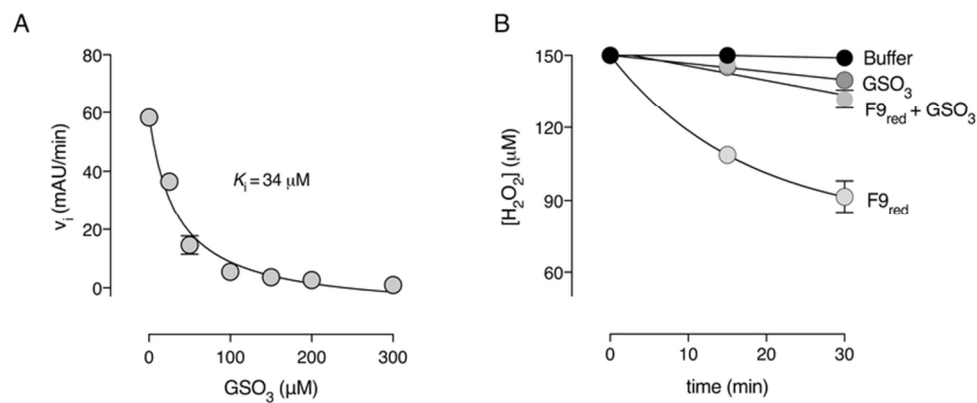 A
80
60
40
20
0
v_i (mAU/min)
K_i = 34 μM
0 100 200 300
GSO_3 (μM)
B
150
120
90
60
[H_2O_2] (μM)
Buffer
GSO_3
F9_red + GSO_3
F9_red
0 10 20 30
time (min)